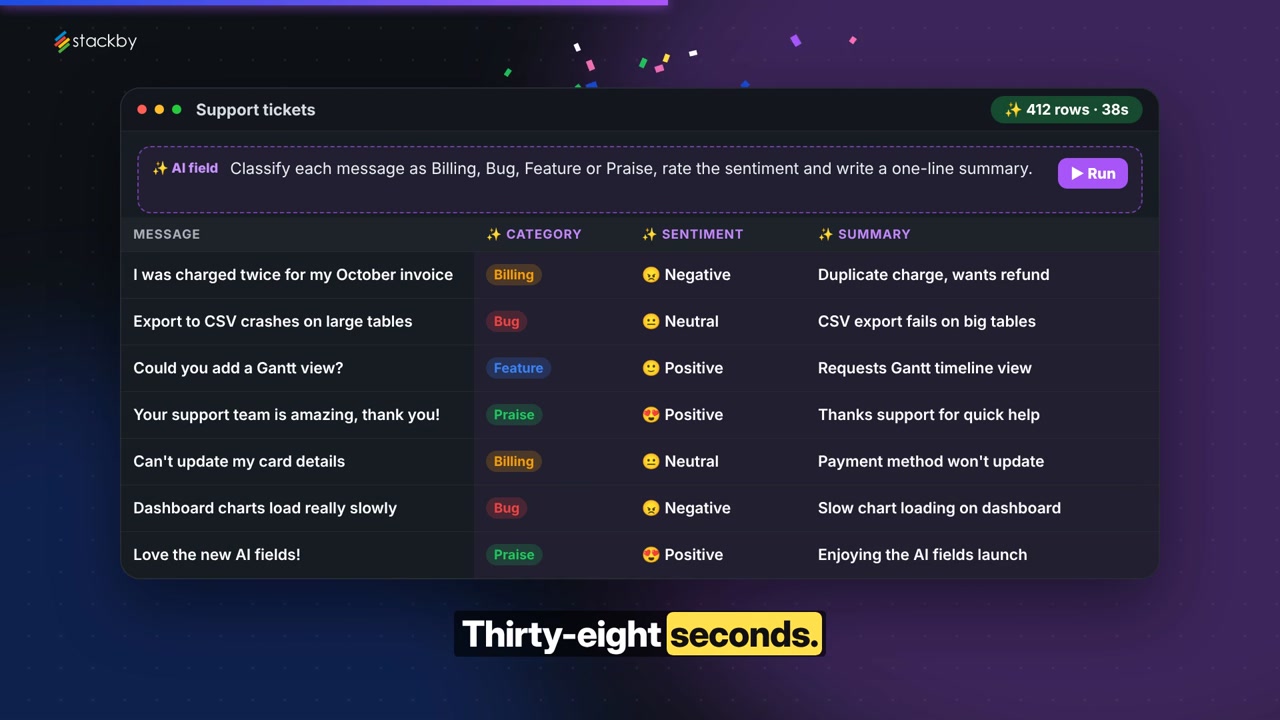 stackby
Support tickets
✨ 412 rows · 38s
✨ AI field Classify each message as Billing, Bug, Feature or Praise, rate the sentiment and write a one-line summary. ▶ Run
MESSAGE ✨ CATEGORY ✨ SENTIMENT ✨ SUMMARY
I was charged twice for my October invoice Billing 😠 Negative Duplicate charge, wants refund
Export to CSV crashes on large tables Bug 😐 Neutral CSV export fails on big tables
Could you add a Gantt view? Feature 🙂 Positive Requests Gantt timeline view
Your support team is amazing, thank you! Praise 😍 Positive Thanks support for quick help
Can't update my card details Billing 😐 Neutral Payment method won't update
Dashboard charts load really slowly Bug 😠 Negative Slow chart loading on dashboard
Love the new AI fields! Praise 😍 Positive Enjoying the AI fields launch
Thirty-eight seconds.